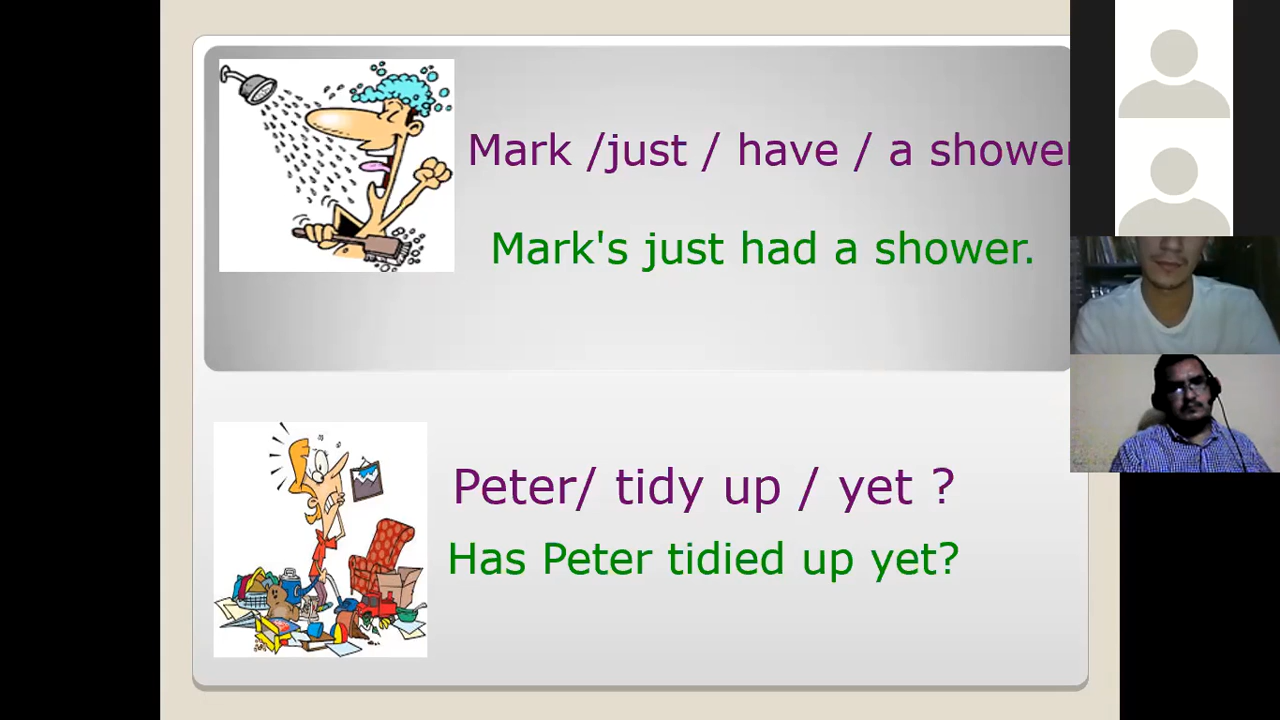 Mark /just / have / a shower
Mark's just had a shower.
Peter/ tidy up / yet ?
Has Peter tidied up yet?